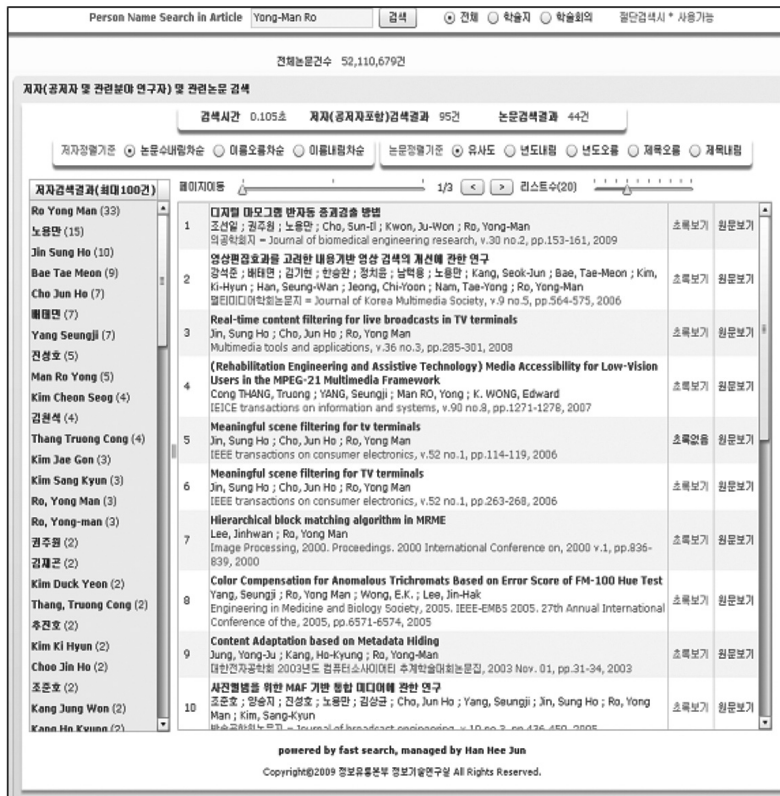 Person Name Search in Article Yong-Man Ro 검색 전체 학술지 학술회의 절단검색시 * 사용가능
전체논문건수 52,110,679건
저자(공저자 및 관련분야 연구자) 및 관련논문 검색
검색시간 0.105초 저자(공저자포함)검색결과 95건 논문검색결과 44건
저자정렬기준 논문수내림차순 이름오름차순 이름내림차순 논문정렬기준 유사도 년도내림 년도오름 제목오름 제목내림
저자검색결과(최대100건) 페이지이동 1/3 < > 리스트수(20)
Ro Yong Man (33)
노용만 (15)
Jin Sung Ho (10)
Bae Tae Meon (9)
Cho Jun Ho (7)
배태면 (7)
Yang Seungji (7)
진성호 (5)
Man Ro Yong (5)
Kim Cheon Seog (4)
김천석 (4)
Thang Truong Cong (4)
Kim Jae Gon (3)
Kim Sang Kyun (3)
Ro, Yong Man (3)
Ro, Yong-man (3)
권주원 (2)
김재곤 (2)
Kim Duck Yeon (2)
Thang, Truong Cong (2)
추진호 (2)
Kim Ki Hyun (2)
Choo Jin Ho (2)
조준호 (2)
Kang Jung Won (2)
Kang Ho Kyung (2)
1 디지털 마모그램 반자동 종괴검출 방법 초록보기 원문보기
조선일 ; 권주원 ; 노용만 ; Cho, Sun-Il ; Kwon, Ju-Won ; Ro, Yong-Man
의공학회지 = Journal of biomedical engineering research, v.30 no.2, pp.153-161, 2009
2 영상편집효과를 고려한 내용기반 영상 검색의 개선에 관한 연구 초록보기 원문보기
강석준 ; 배태면 ; 김기현 ; 한승완 ; 정치윤 ; 남택용 ; 노용만 ; Kang, Seok-Jun ; Bae, Tae-Meon ; Kim, Ki-Hyun ; Han, Seung-Wan ; Jeong, Chi-Yoon ; Nam, Tae-Yong ; Ro, Yong-Man
멀티미디어학회논문지 = Journal of Korea Multimedia Society, v.9 no.5, pp.564-575, 2006
3 Real-time content filtering for live broadcasts in TV terminals 초록보기 원문보기
Jin, Sung Ho ; Cho, Jun Ho ; Ro, Yong Man
Multimedia tools and applications, v.36 no.3, pp.285-301, 2008
4 (Rehabilitation Engineering and Assistive Technology) Media Accessibility for Low-Vision Users in the MPEG-21 Multimedia Framework 초록보기 원문보기
Cong THANG, Truong ; YANG, Seungji ; Man RO, Yong ; K. WONG, Edward
IEICE transactions on information and systems, v.90 no.8, pp.1271-1278, 2007
5 Meaningful scene filtering for tv terminals 초록없음 원문보기
Jin, Sung Ho ; Cho, Jun Ho ; Ro, Yong Man
IEEE transactions on consumer electronics, v.52 no.1, pp.114-119, 2006
6 Meaningful scene filtering for TV terminals 초록보기 원문보기
Jin, Sung Ho ; Cho, Jun Ho ; Ro, Yong Man
IEEE transactions on consumer electronics, v.52 no.1, pp.263-268, 2006
7 Hierarchical block matching algorithm in MRME 초록보기 원문보기
Lee, Jinhwan ; Ro, Yong Man
Image Processing, 2000. Proceedings. 2000 International Conference on, 2000 v.1, pp.836-839, 2000
8 Color Compensation for Anomalous Trichromats Based on Error Score of FM-100 Hue Test 초록보기 원문보기
Yang, Seungji ; Ro, Yong Man ; Wong, E.K. ; Lee, Jin-Hak
Engineering in Medicine and Biology Society, 2005. IEEE-EMBS 2005. 27th Annual International Conference of the, 2005, pp.6571-6574, 2005
9 Content Adaptation based on Metadata Hiding 초록보기 원문보기
Jung, Yong-Ju ; Kang, Ho-Kyung ; Ro, Yong-Man
대한전자공학회 2003년도 컴퓨터소사이어티 추계학술대회논문집, 2003 Nov. 01, pp.31-34, 2003
10 사진앨범을 위한 MAF 기반 통합 미디어에 관한 연구 초록보기 원문보기
조준호 ; 양승지 ; 진성호 ; 노용만 ; 김상균 ; Cho, Jun Ho ; Yang, Seungji ; Jin, Sung Ho ; Ro, Yong Man ; Kim, Sang-Kyun
방송공학회논문지 = Journal of broadcast engineering, v.10 no.3, pp.436-450, 2005
powered by fast search, managed by Han Hee Jun
Copyright©2009 정보유통본부 정보기술연구실 All Rights Reserved.